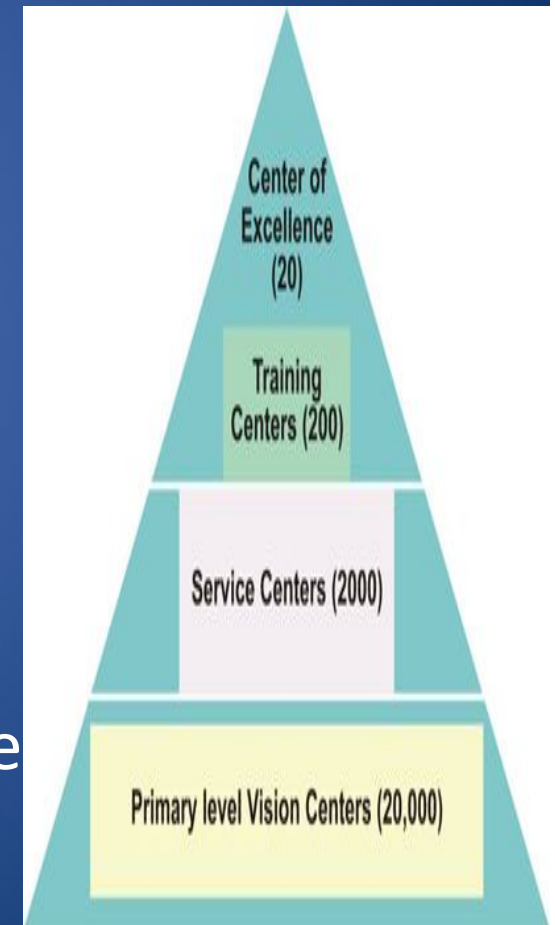 Center of
Excellence
(20)
Training
Centers (200)
Service Centers (2000)
e
Primary level Vision Centers (20,000)